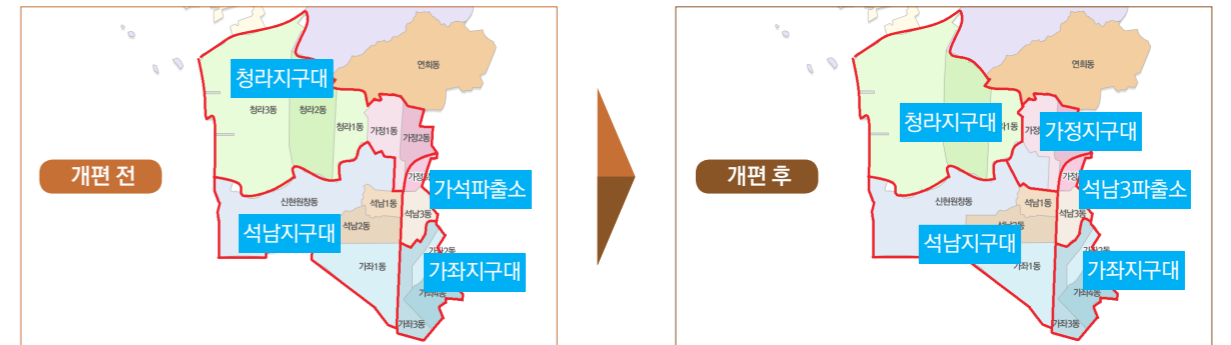 개편 전
연희동
청라지구대
청라3동
청라2동
청라1동
가정1동
가정2동
가석파출소
신현원창동
석남1동
석남3동
석남2동
석남지구대
가좌1동
가좌지구대
가좌3동
개편 후
연희동
청라지구대
가정지구대
석남3파출소
신현원창동
석남1동
석남3동
석남지구대
가좌1동
가좌지구대
가좌4동
가좌3동